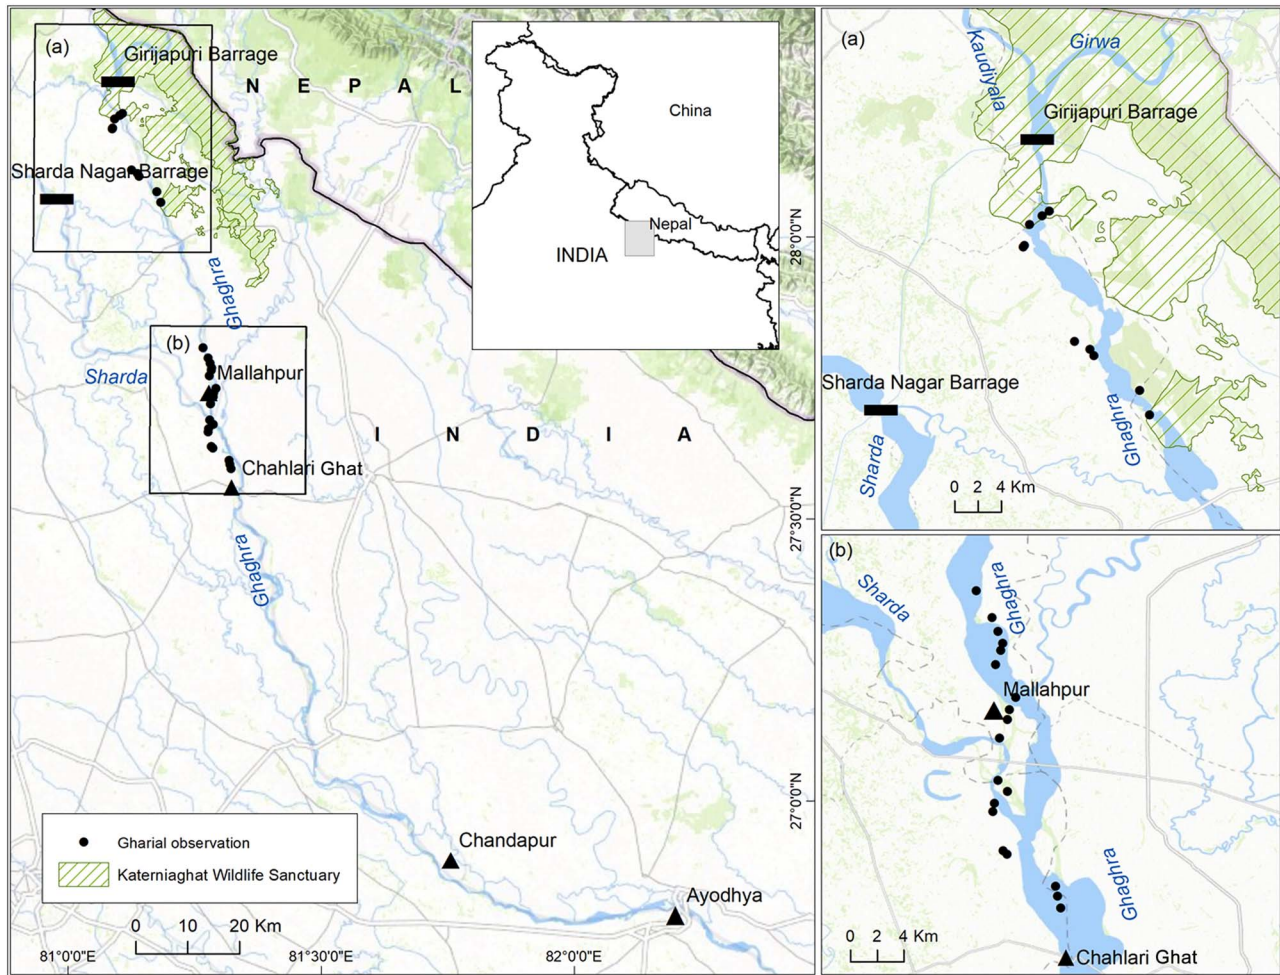 (a)
Girijapuri Barrage
N E P A L
Sharda Nagar Barrage
Ghaghra
(b)
Mallahpur
Sharda
I N D I A
Chahlari Ghat
Ghaghra
Chandapur
Ayodhya
Gharial observation
Katerniaghat Wildlife Sanctuary
0 10 20 Km
81°0'0"E 81°30'0"E 82°0'0"E
28°0'0"N
27°30'0"N
27°0'0"N
China
Nepal
INDIA
(a)
Kaudiyala
Girwa
Girijapuri Barrage
Sharda Nagar Barrage
Ghaghra
Sharda
0 2 4 Km
(b)
Sharda
Ghaghra
Mallahpur
Ghaghra
0 2 4 Km
Chahlari Ghat